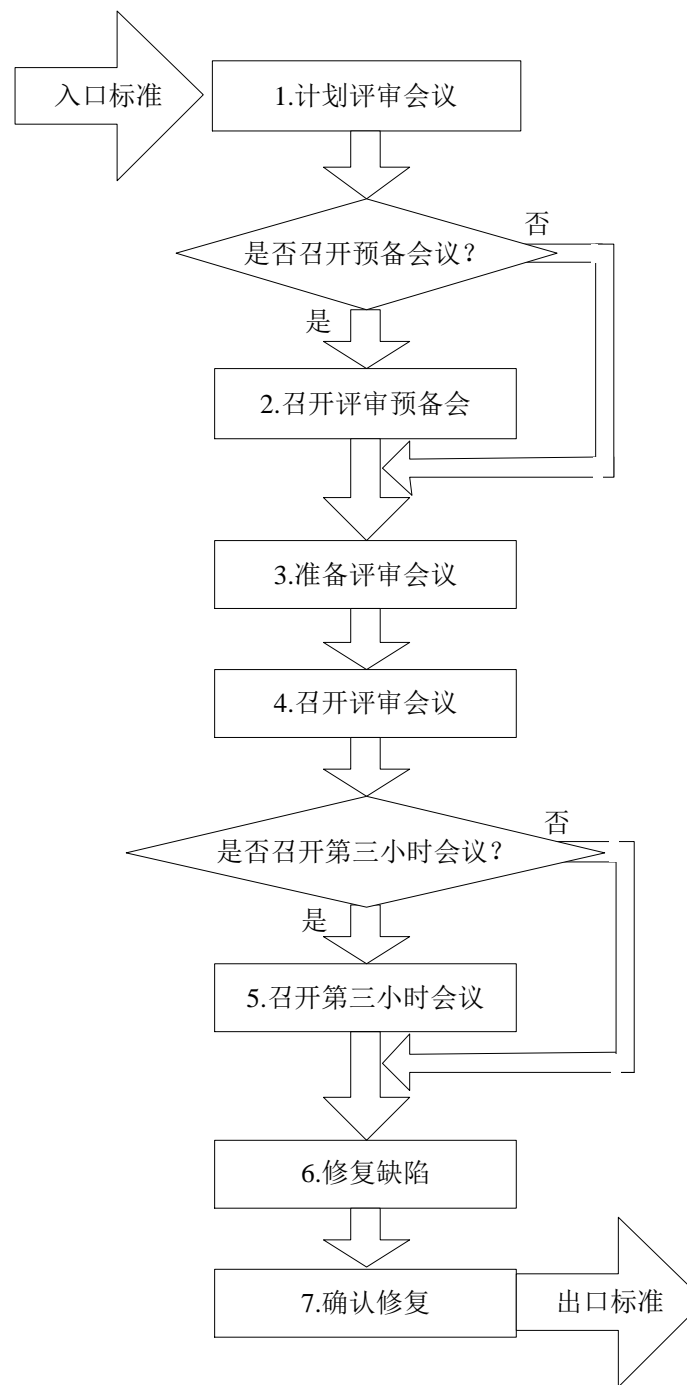 入口标准
1.计划评审会议
否
是否召开预备会议？
是
2.召开评审预备会
3.准备评审会议
4.召开评审会议
否
是否召开第三小时会议？
是
5.召开第三小时会议
6.修复缺陷
7.确认修复
出口标准